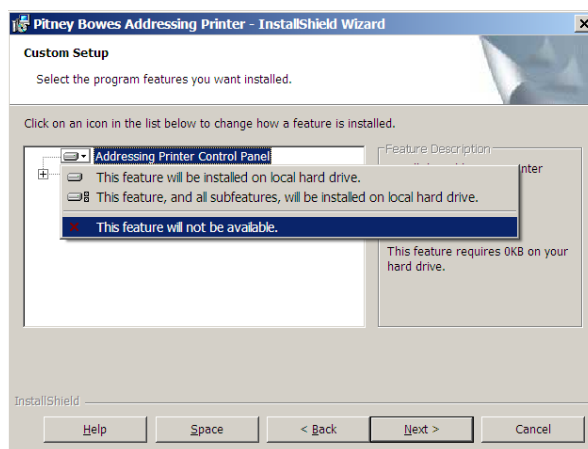 Pitney Bowes Addressing Printer - InstallShield Wizard
Custom Setup
Select the program features you want installed.
Click on an icon in the list below to change how a feature is installed.
Addressing Printer Control Panel
Feature Description
inter
This feature will be installed on local hard drive.
This feature, and all subfeatures, will be installed on local hard drive.
This feature will not be available.
This feature requires 0KB on your
hard drive.
InstallShield
Help
Space
< Back
Next >
Cancel